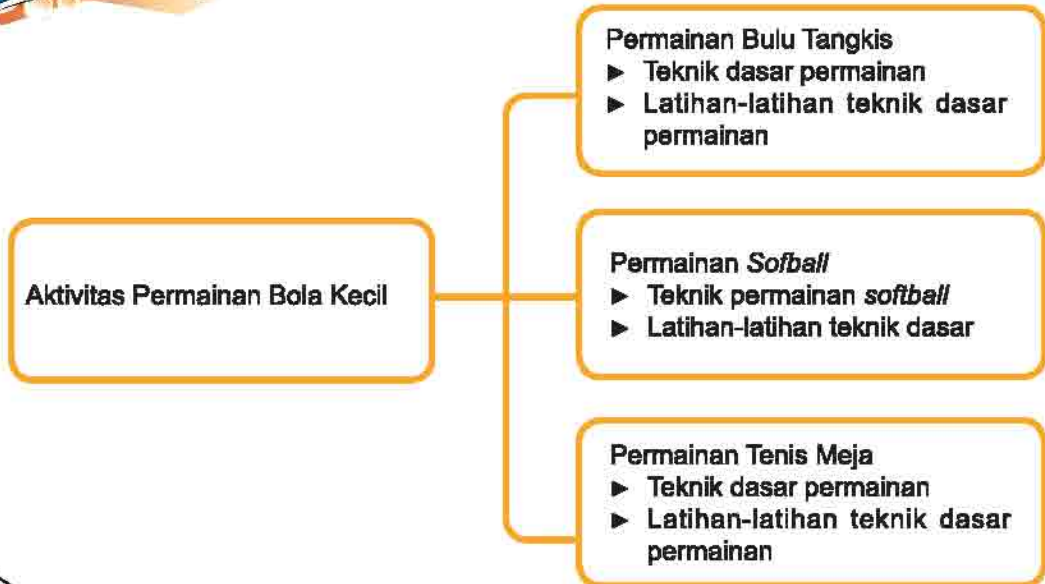 Permainan Bulu Tangkis
► Teknik dasar permainan
► Latihan-latihan teknik dasar
permainan
Aktivitas Permainan Bola Kecil
Permainan Sofball
► Teknik permainan softball
► Latihan-latihan teknik dasar
Permainan Tenis Meja
► Teknik dasar permainan
► Latihan-latihan teknik dasar
permainan